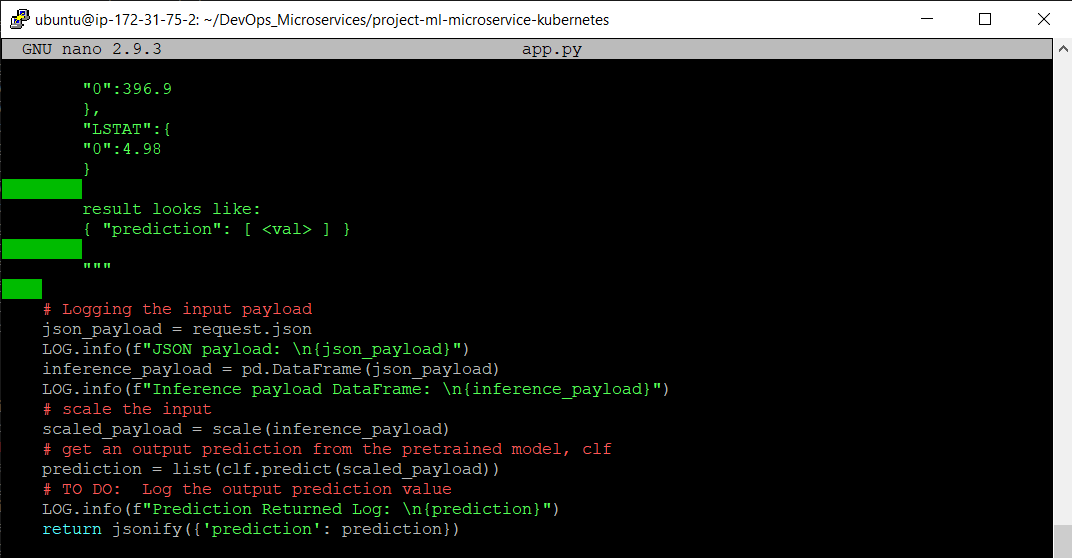 ubuntu@ip-172-31-75-2: ~/DevOps_Microservices/project-ml-microservice-kubernetes
GNU nano 2.9.3 app.py
"0":396.9
},
"LSTAT":{
"0":4.98
}
result looks like:
{ "prediction": [ <val> ] }
"""
# Logging the input payload
json_payload = request.json
LOG.info(f"JSON payload: \n{json_payload}")
inference_payload = pd.DataFrame(json_payload)
LOG.info(f"Inference payload DataFrame: \n{inference_payload}")
# scale the input
scaled_payload = scale(inference_payload)
# get an output prediction from the pretrained model, clf
prediction = list(clf.predict(scaled_payload))
# TO DO:  Log the output prediction value
LOG.info(f"Prediction Returned Log: \n{prediction}")
return jsonify({'prediction': prediction})